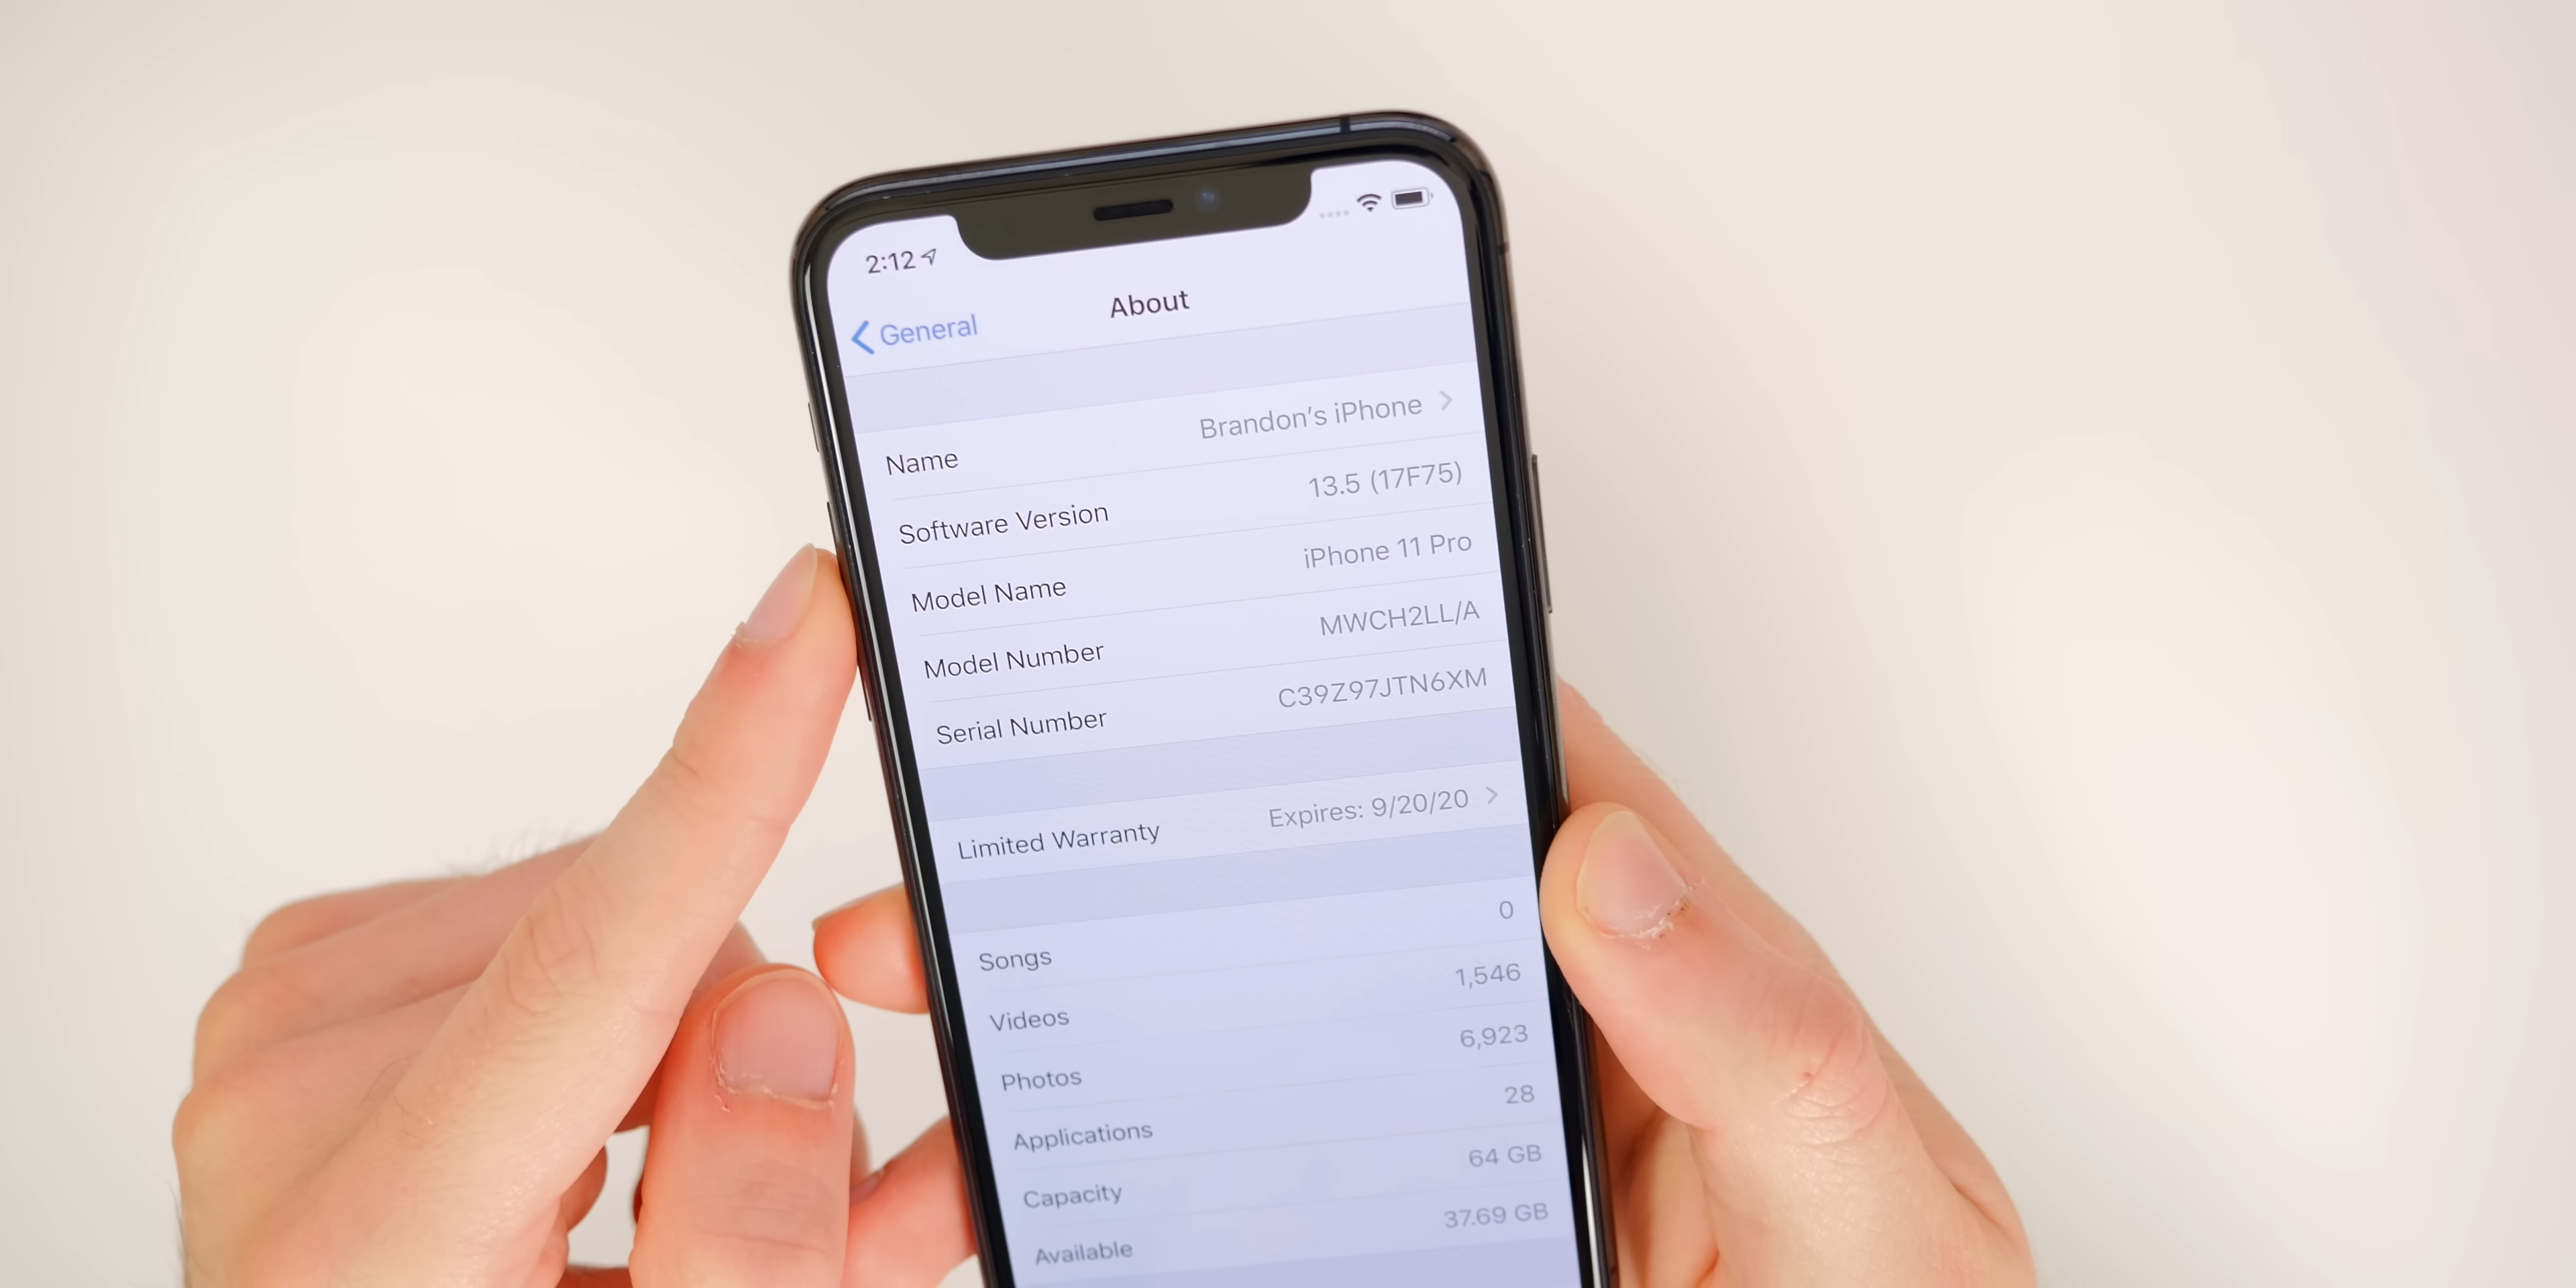 2:12
General
About
Name Brandon's iPhone
Software Version 13.5 (17F75)
Model Name iPhone 11 Pro
Model Number MWCH2LL/A
Serial Number C39Z97JTN6XM
Limited Warranty Expires: 9/20/20
Songs 0
Videos 1,546
Photos 6,923
Applications 28
Capacity 64 GB
Available 37.69 GB